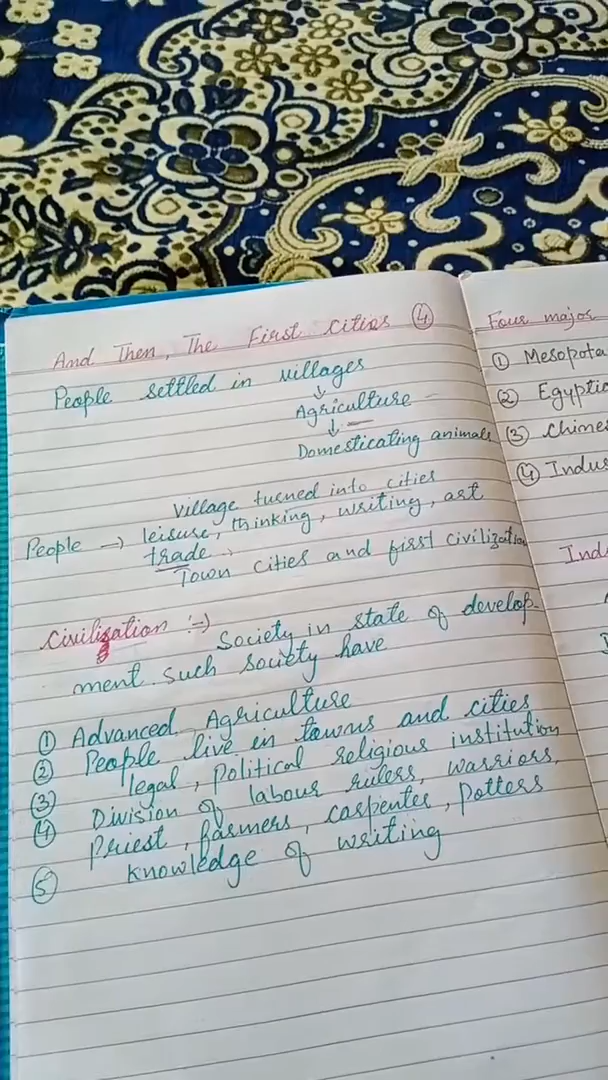 And Then, The First Cities ④
People settled in villages
↓
Agriculture
↓
Domesticating animals
Village turned into cities
People → leisure, thinking, writing, art
trade
Town cities and first civilization
Civilization :→
Society in state of develop-
ment. such society have
① Advanced Agriculture
② People live in towns and cities
③ legal, political religious institution
④ Division of labour rulers, warriors,
Priest, farmers, carpenter, potters
⑤ knowledge of writing
Four major
① Mesopota
② Egyptia
③ Chine
④ Indus
Ind